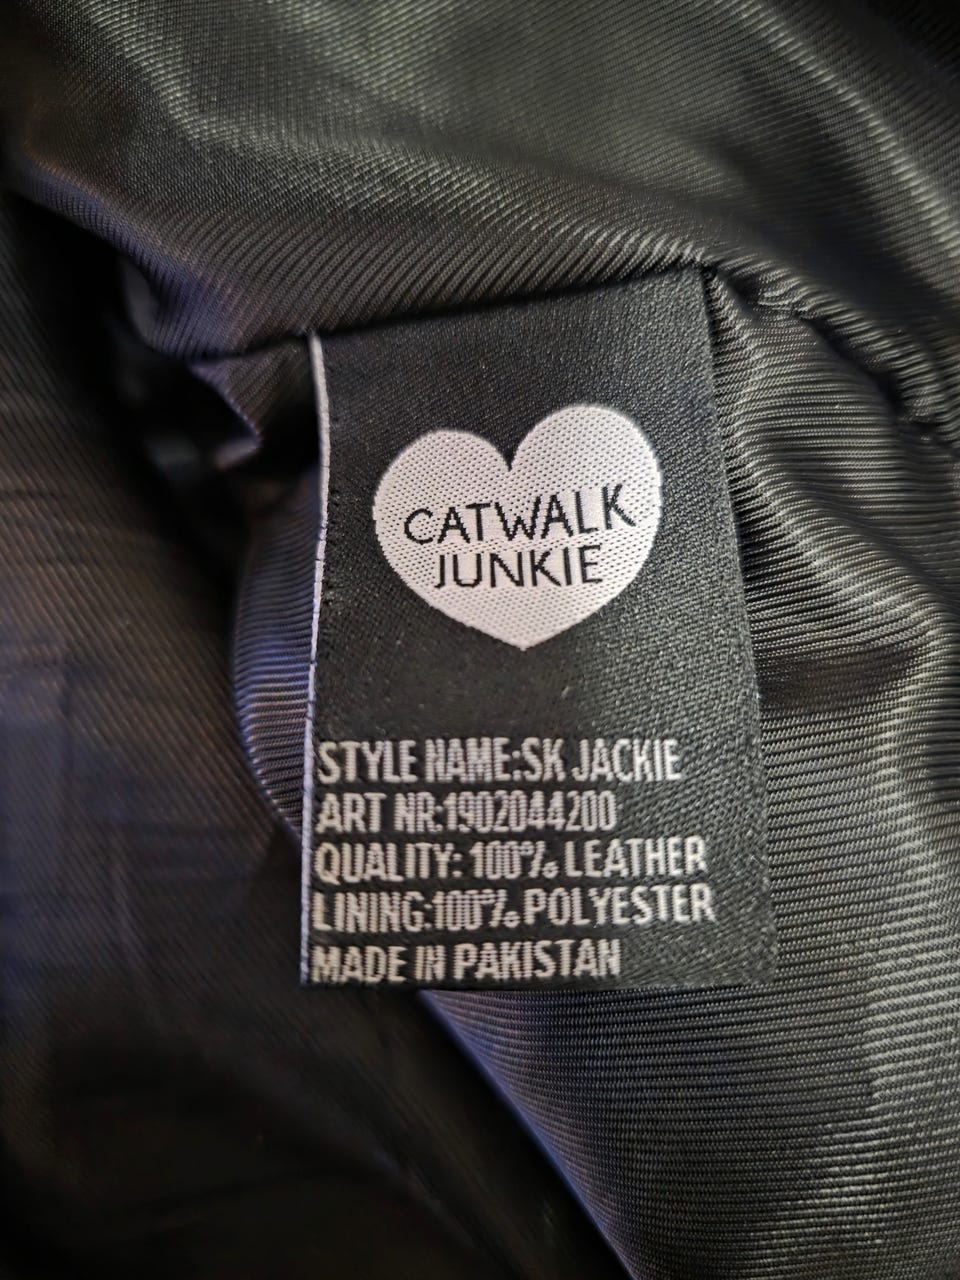 CATWALK
JUNKIE
STYLE NAME:SK JACKIE
ART NR:1902044200
QUALITY: 100% LEATHER
LINING:100% POLYESTER
MADE IN PAKISTAN